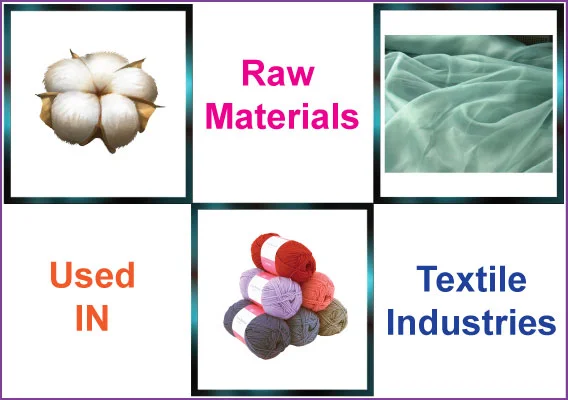 Raw
Materials
Used
IN
Textile
Industries